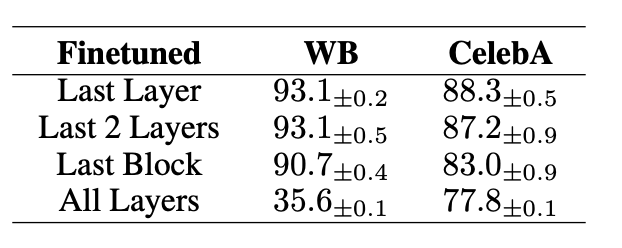 Finetuned WB CelebA
Last Layer 93.1±0.2 88.3±0.5
Last 2 Layers 93.1±0.5 87.2±0.9
Last Block 90.7±0.4 83.0±0.9
All Layers 35.6±0.1 77.8±0.1